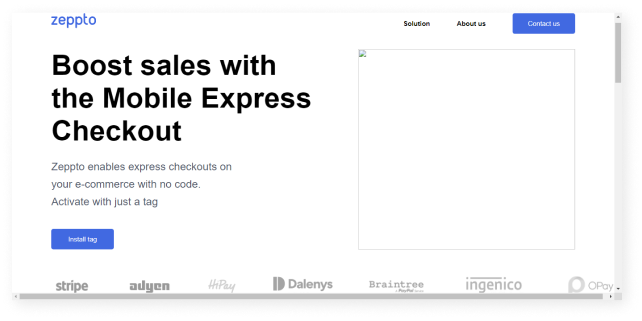 zeppto
Solution About us Contact us
Boost sales with
the Mobile Express
Checkout
Zeppto enables express checkouts on
your e-commerce with no code.
Activate with just a tag
Install tag
stripe adyen HiPay Dalenys Braintree ingenico OPay